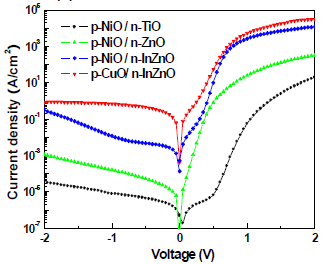 10⁵
10³
10¹
10⁻¹
10⁻³
10⁻⁵
10⁻⁷
Current density (A/cm²)
p-NiO/ n-TiO
p-NiO / n-ZnO
p-NiO / n-InZnO
p-CuO/ n-InZnO
-2 -1 0 1 2
Voltage (V)